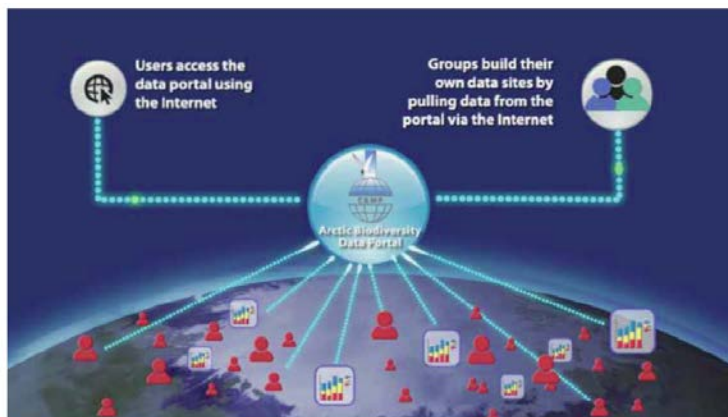 Users access the
data portal using
the Internet
Groups build their
own data sites by
pulling data from the
portal via the Internet
CBMP
Arctic Biodiversity
Data Portal